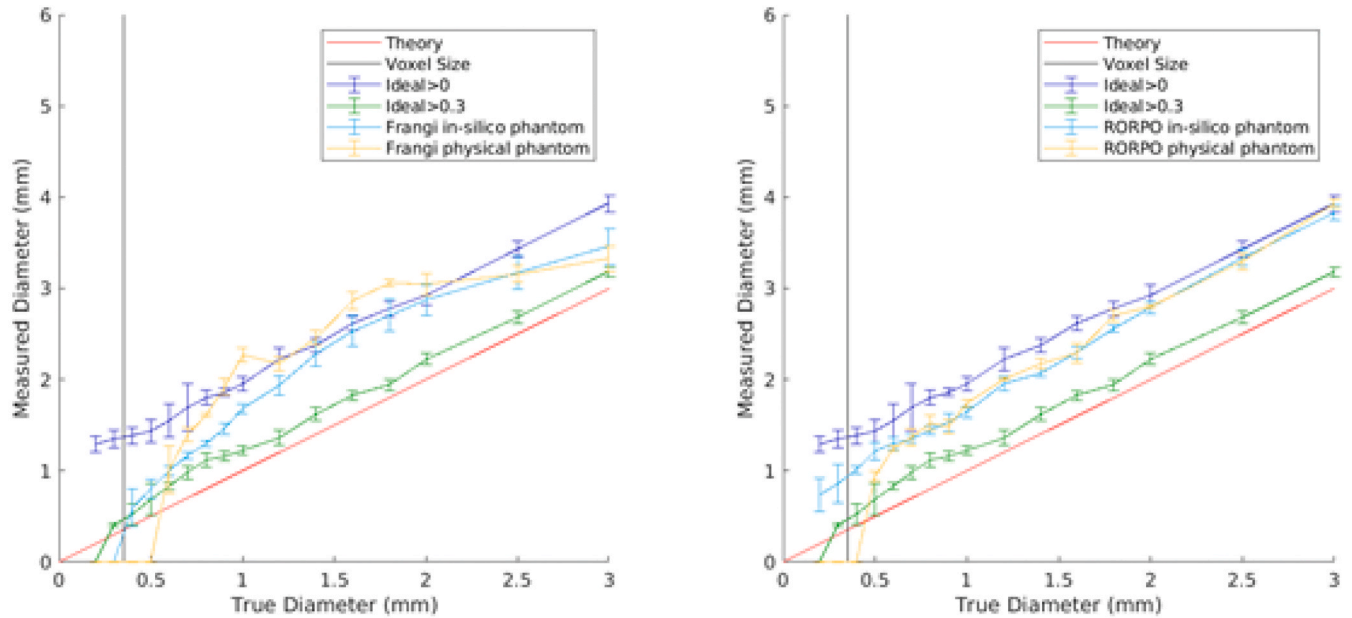 6
5
4
3
2
1
0
Measured Diameter (mm)
Theory
Voxel Size
Ideal>0
Ideal>0.3
Frangi in-silico phantom
Frangi physical phantom
0 0.5 1 1.5 2 2.5 3
True Diameter (mm)
6
5
4
3
2
1
0
Measured Diameter (mm)
Theory
Voxel Size
Ideal>0
Ideal>0.3
RORPO in-silico phantom
RORPO physical phantom
0 0.5 1 1.5 2 2.5 3
True Diameter (mm)